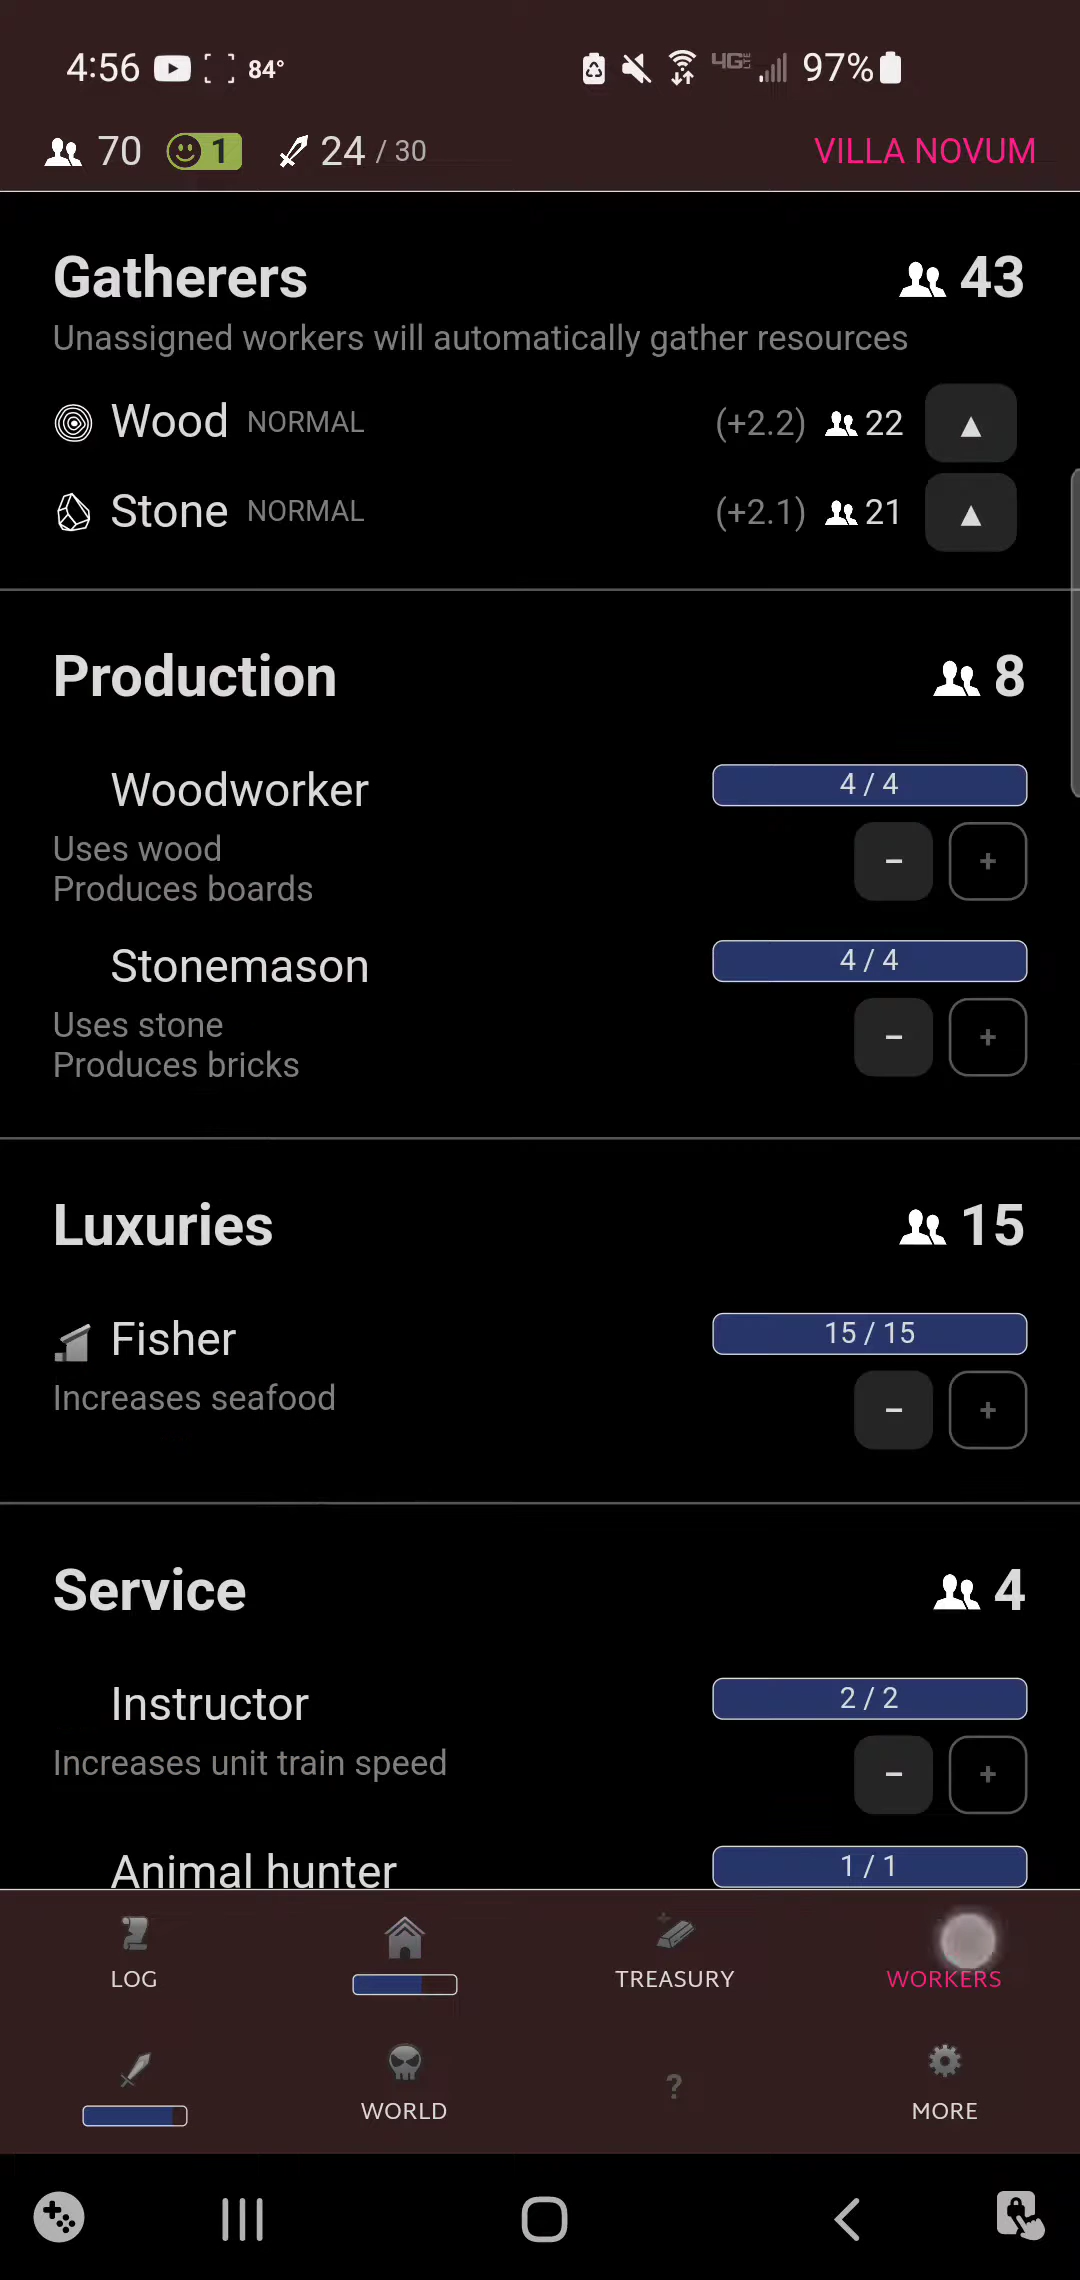 4:56 84° 4G LTE 97%
70 1 24 / 30 VILLA NOVUM
Gatherers 43
Unassigned workers will automatically gather resources
Wood NORMAL (+2.2) 22 ▲
Stone NORMAL (+2.1) 21 ▲
Production 8
Woodworker 4 / 4
Uses wood
Produces boards
− +
Stonemason 4 / 4
Uses stone
Produces bricks
− +
Luxuries 15
Fisher 15 / 15
Increases seafood
− +
Service 4
Instructor 2 / 2
Increases unit train speed
− +
Animal hunter 1 / 1
LOG TREASURY WORKERS
WORLD ? MORE